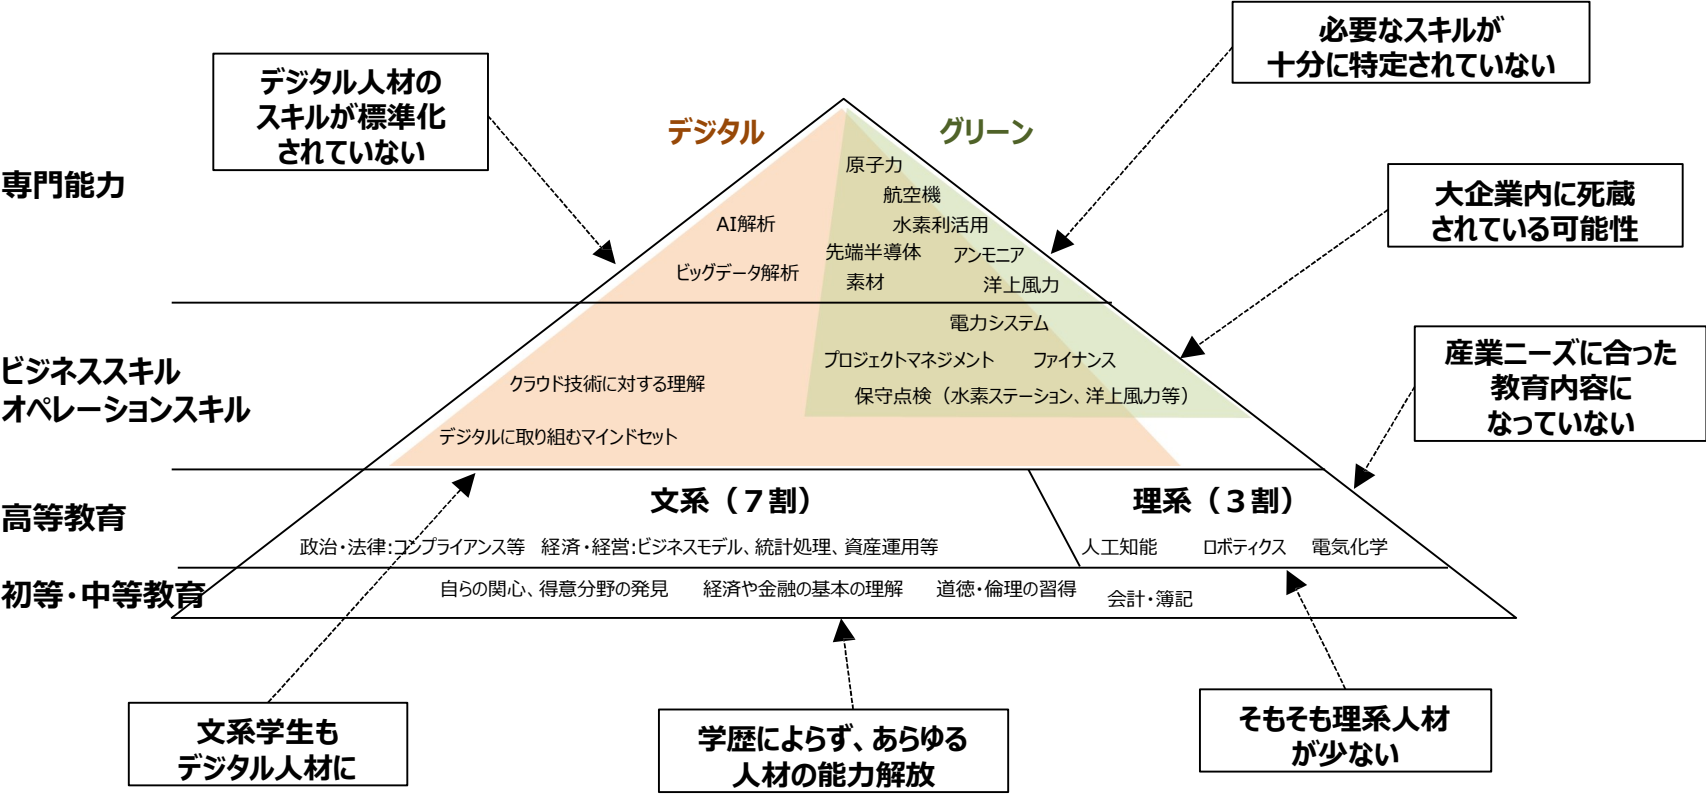 必要なスキルが
十分に特定されていない
デジタル人材の
スキルが標準化
されていない
デジタル
グリーン
専門能力
原子力
航空機
AI解析
水素利活用
先端半導体
アンモニア
ビッグデータ解析
素材
洋上風力
大企業内に死蔵
されている可能性
ビジネススキル
オペレーションスキル
電力システム
プロジェクトマネジメント
ファイナンス
クラウド技術に対する理解
保守点検（水素ステーション、洋上風力等）
デジタルに取り組むマインドセット
産業ニーズに合った
教育内容に
なっていない
高等教育
文系（７割）
理系（３割）
政治・法律:コンプライアンス等
経済・経営:ビジネスモデル、統計処理、資産運用等
人工知能
ロボティクス
電気化学
初等・中等教育
自らの関心、得意分野の発見
経済や金融の基本の理解
道徳・倫理の習得
会計・簿記
文系学生も
デジタル人材に
学歴によらず、あらゆる
人材の能力解放
そもそも理系人材
が少ない